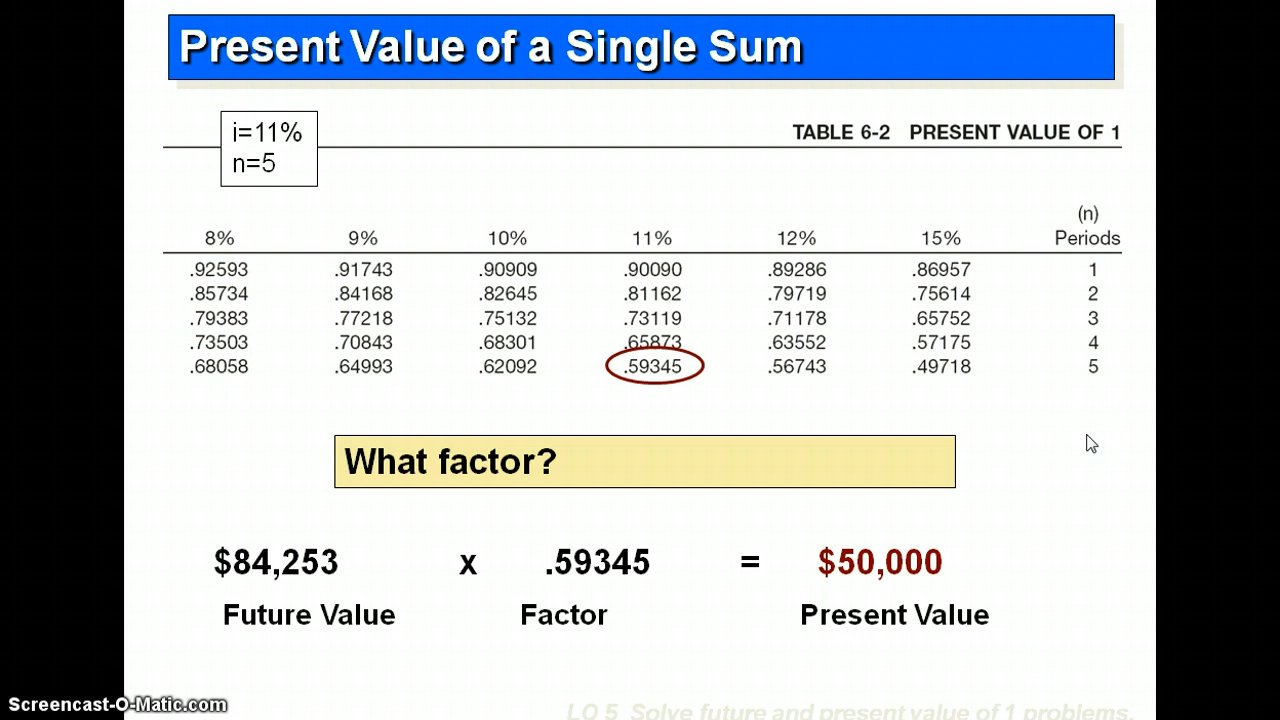 Present Value of a Single Sum
i=11%
n=5
TABLE 6-2 PRESENT VALUE OF 1
(n)
8% 9% 10% 11% 12% 15% Periods
.92593 .91743 .90909 .90090 .89286 .86957 1
.85734 .84168 .82645 .81162 .79719 .75614 2
.79383 .77218 .75132 .73119 .71178 .65752 3
.73503 .70843 .68301 .65873 .63552 .57175 4
.68058 .64993 .62092 .59345 .56743 .49718 5
What factor?
$84,253 x .59345 = $50,000
Future Value Factor Present Value
Screencast-O-Matic.com
LO 5 Solve future and present value of 1 problems.